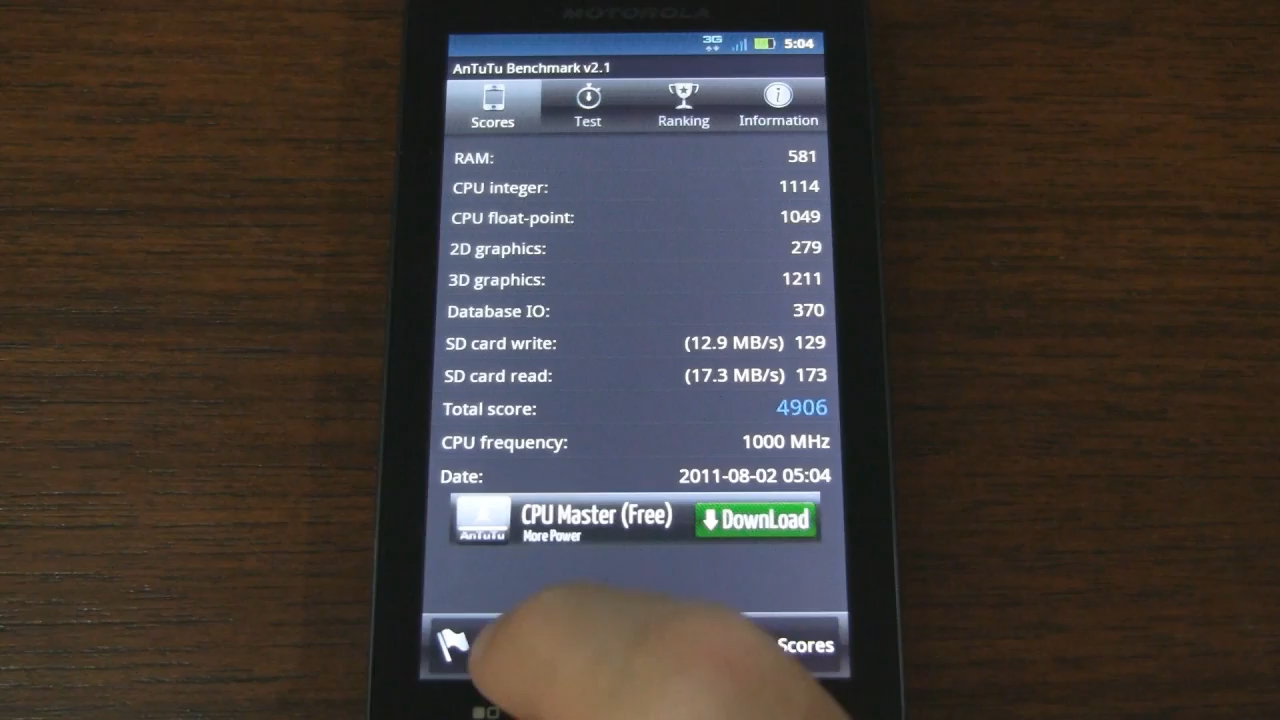 MOTOROLA
3G 5:04
AnTuTu Benchmark v2.1
Scores Test Ranking Information
RAM: 581
CPU integer: 1114
CPU float-point: 1049
2D graphics: 279
3D graphics: 1211
Database IO: 370
SD card write: (12.9 MB/s) 129
SD card read: (17.3 MB/s) 173
Total score: 4906
CPU frequency: 1000 MHz
Date: 2011-08-02 05:04
CPU Master (Free)
More Power
AnTuTu
DownLoad
Scores